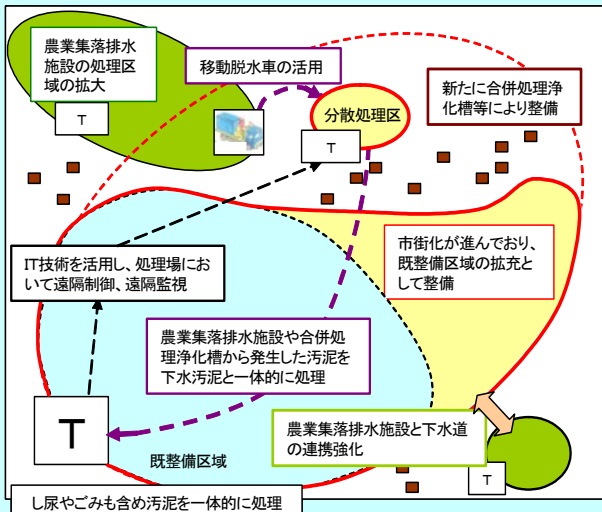 農業集落排水
施設の処理区
域の拡大
T
移動脱水車の活用
分散処理区
T
新たに合併処理浄
化槽等により整備
IT技術を活用し、処理場にお
いて遠隔制御、遠隔監視
市街化が進んでおり、
既整備区域の拡充と
して整備
農業集落排水施設や合併処
理浄化槽から発生した汚泥を
下水汚泥と一体的に処理
T
既整備区域
農業集落排水施設と下水道
の連携強化
T
し尿やごみも含め汚泥を一体的に処理